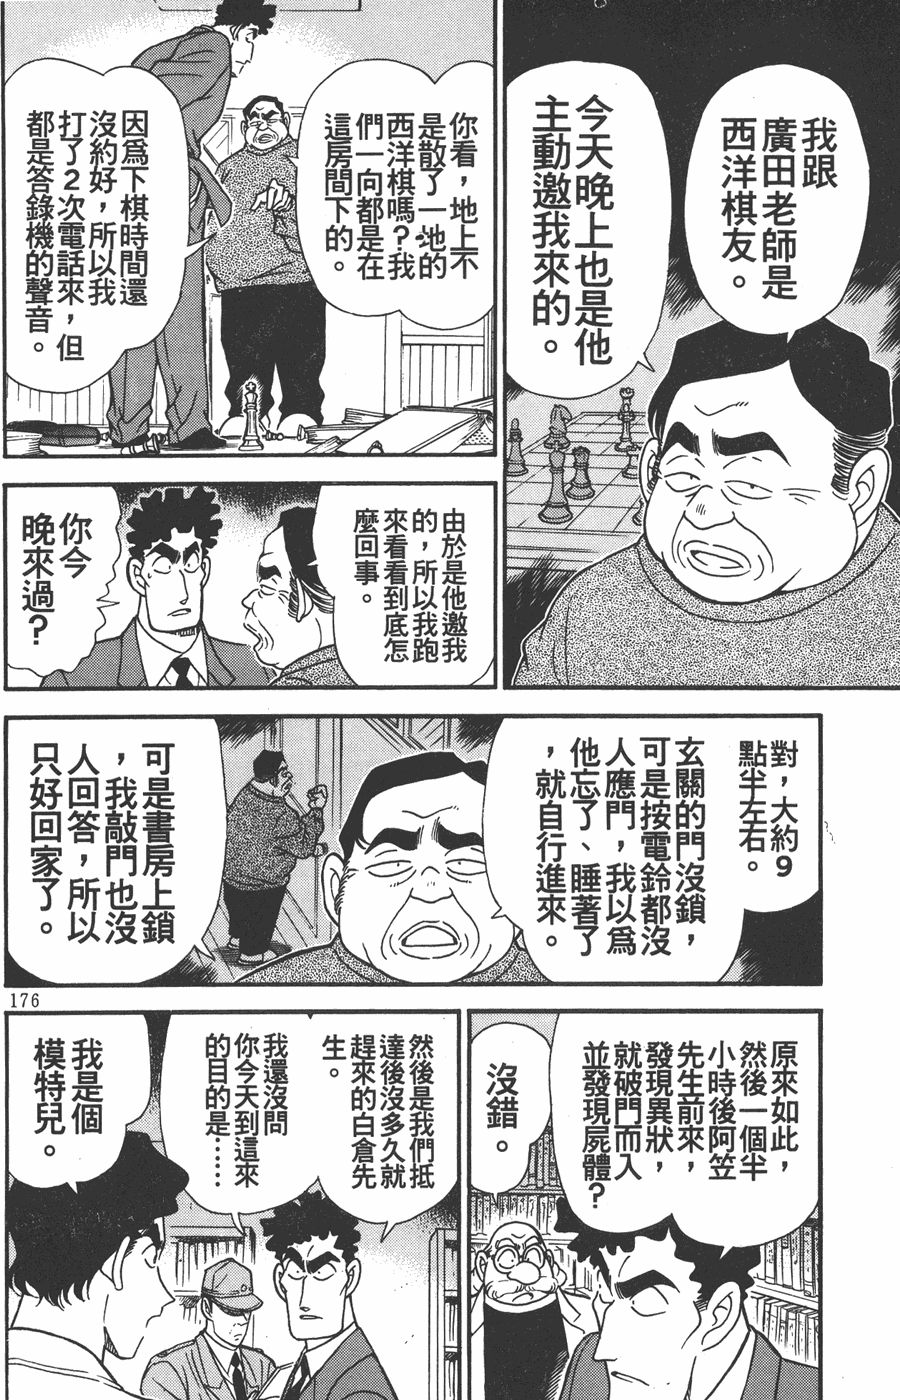 我跟
廣田老師是
西洋棋友。
今天晚上也是他
主動邀我來的。
你看，地上不
是散了一地的
西洋棋嗎？我
們一向都是在
這房間下的。
因為下棋時間還
沒約好，所以我
打了2次電話來，但
都是答錄機的聲音。
由於是他邀我
的，所以我跑
來看看到底怎
麼回事。
你今
晚來過？
對，大約9
點半左右。
玄關的門沒鎖，
可是按電鈴都沒
人應門，我以為
他忘了、睡著了
，就自行進來。
可是書房上鎖
，我敲門也沒
人回答，所以
只好回家了。
176
原來如此，
然後一個半
小時後阿笠
先生前來，
發現異狀，
就破門而入
並發現屍體？
沒錯。
然後是我們抵
達後沒多久就
趕來的白倉先
生。
我還沒問
你今天到這來
的目的是……
我是個
模特兒。